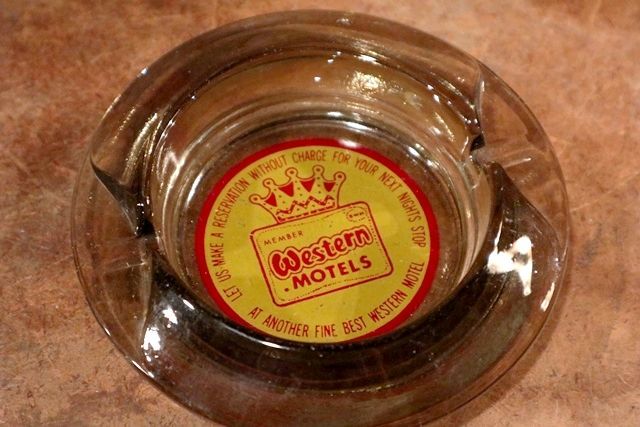 LET US MAKE A RESERVATION WITHOUT CHARGE FOR YOUR NEXT NIGHTS STOP
MEMBER
Western
MOTELS
AT ANOTHER FINE BEST WESTERN MOTEL